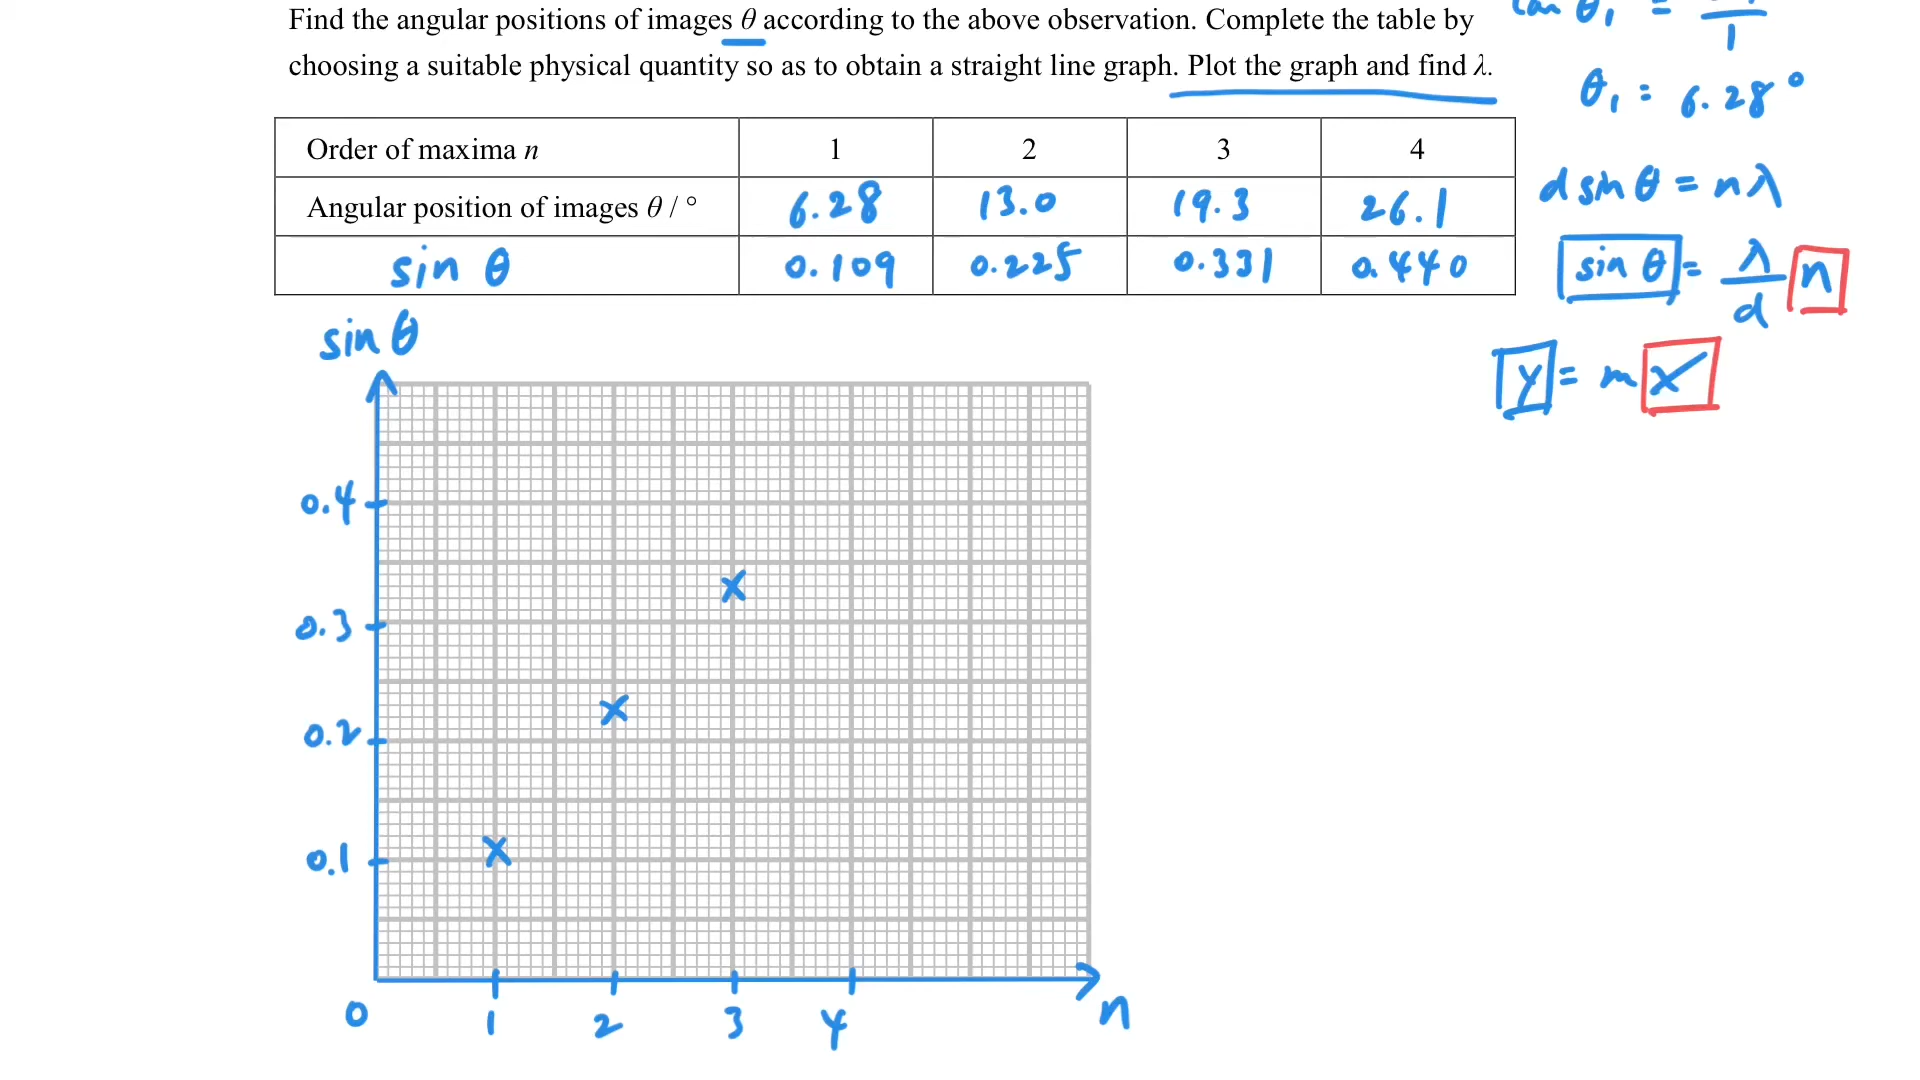 Find the angular positions of images θ according to the above observation. Complete the table by
choosing a suitable physical quantity so as to obtain a straight line graph. Plot the graph and find λ.
tan θ₁ =
1
θ₁ = 6.28°
Order of maxima n 1 2 3 4
Angular position of images θ / ° 6.28 13.0 19.3 26.1
sin θ 0.109 0.225 0.331 0.440
d sin θ = nλ
sin θ = λ/d n
y = mx
sin θ
0.4
0.3
0.2
0.1
0 1 2 3 4 n